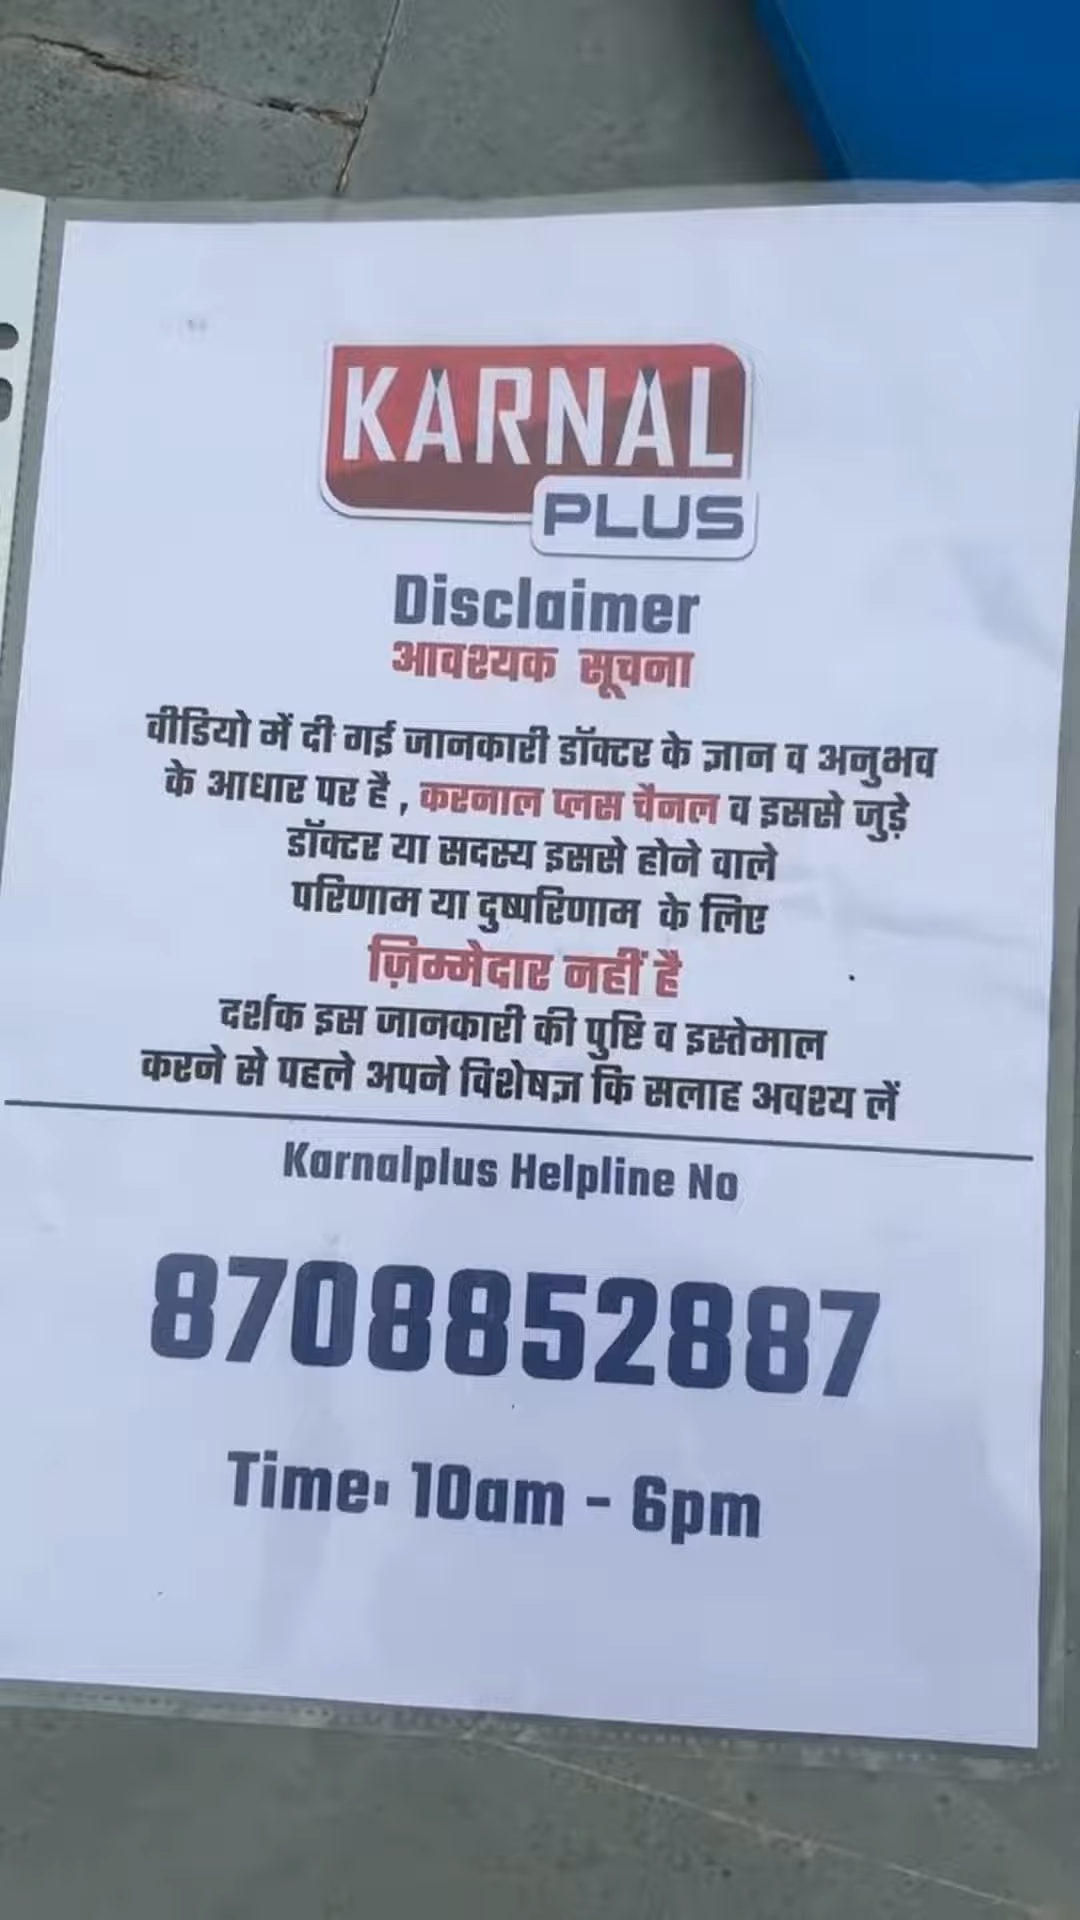 KARNAL
PLUS
Disclaimer
आवश्यक सूचना
वीडियो में दी गई जानकारी डॉक्टर के ज्ञान व अनुभव
के आधार पर है , करनाल प्लस चैनल व इससे जुड़े
डॉक्टर या सदस्य इससे होने वाले
परिणाम या दुष्परिणाम के लिए
ज़िम्मेदार नहीं है
दर्शक इस जानकारी की पुष्टि व इस्तेमाल
करने से पहले अपने विशेषज्ञ कि सलाह अवश्य लें
Karnalplus Helpline No
8708852887
Time: 10am - 6pm